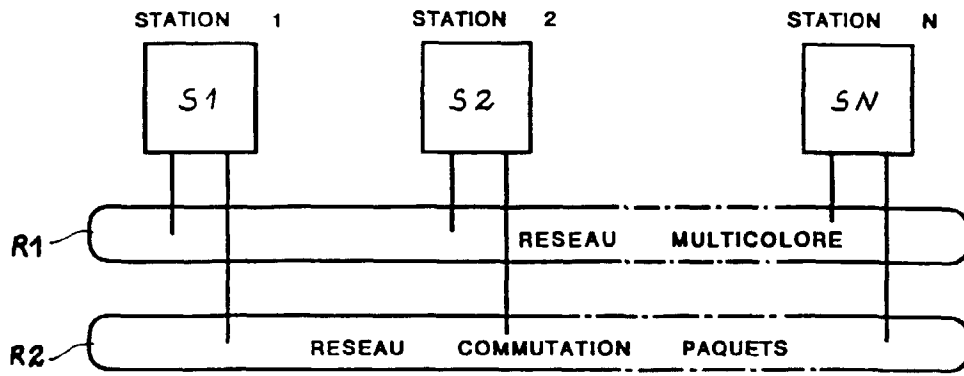 STATION 1 STATION 2 STATION N
S1 S2 SN
R1 RESEAU MULTICOLORE
R2 RESEAU COMMUTATION PAQUETS